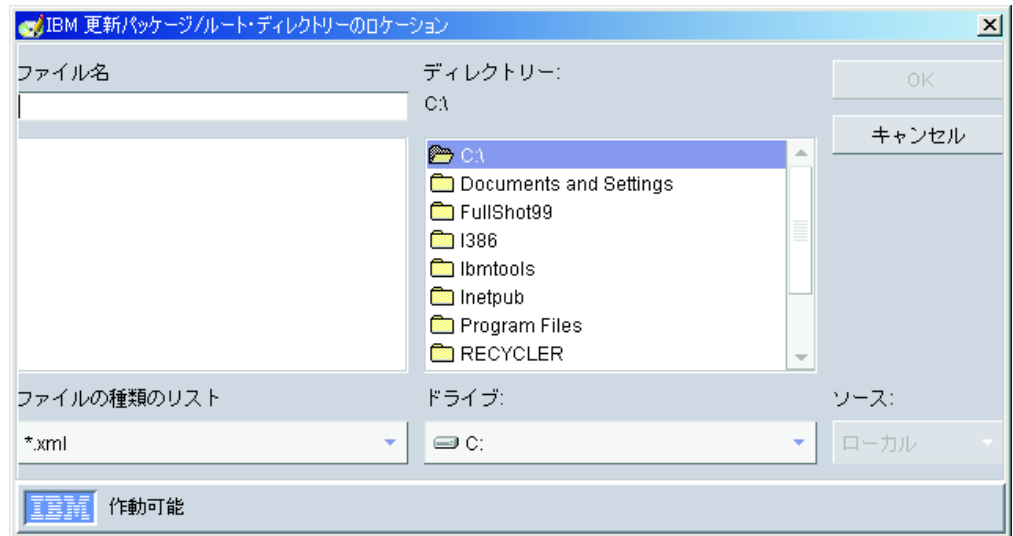 IBM 更新パッケージ/ルート・ディレクトリーのロケーション
ファイル名
ディレクトリー:
C:\
OK
キャンセル
C:\
Documents and Settings
FullShot99
I386
Ibmtools
Inetpub
Program Files
RECYCLER
ファイルの種類のリスト
ドライブ:
ソース:
*.xml
C:
ローカル
IBM 作動可能